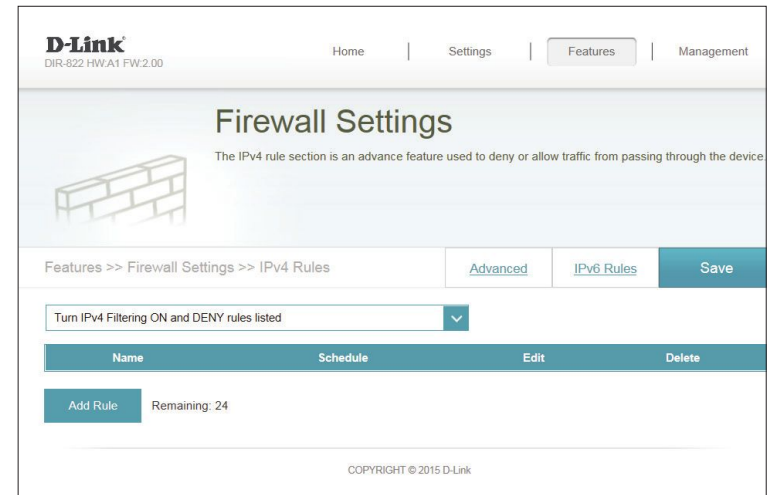 D-Link
DIR-822 HW:A1 FW:2.00
Home | Settings | Features | Management
Firewall Settings
The IPv4 rule section is an advance feature used to deny or allow traffic from passing through the device.
Features >> Firewall Settings >> IPv4 Rules
Advanced
IPv6 Rules
Save
Turn IPv4 Filtering ON and DENY rules listed
Name Schedule Edit Delete
Add Rule
Remaining: 24
COPYRIGHT © 2015 D-Link